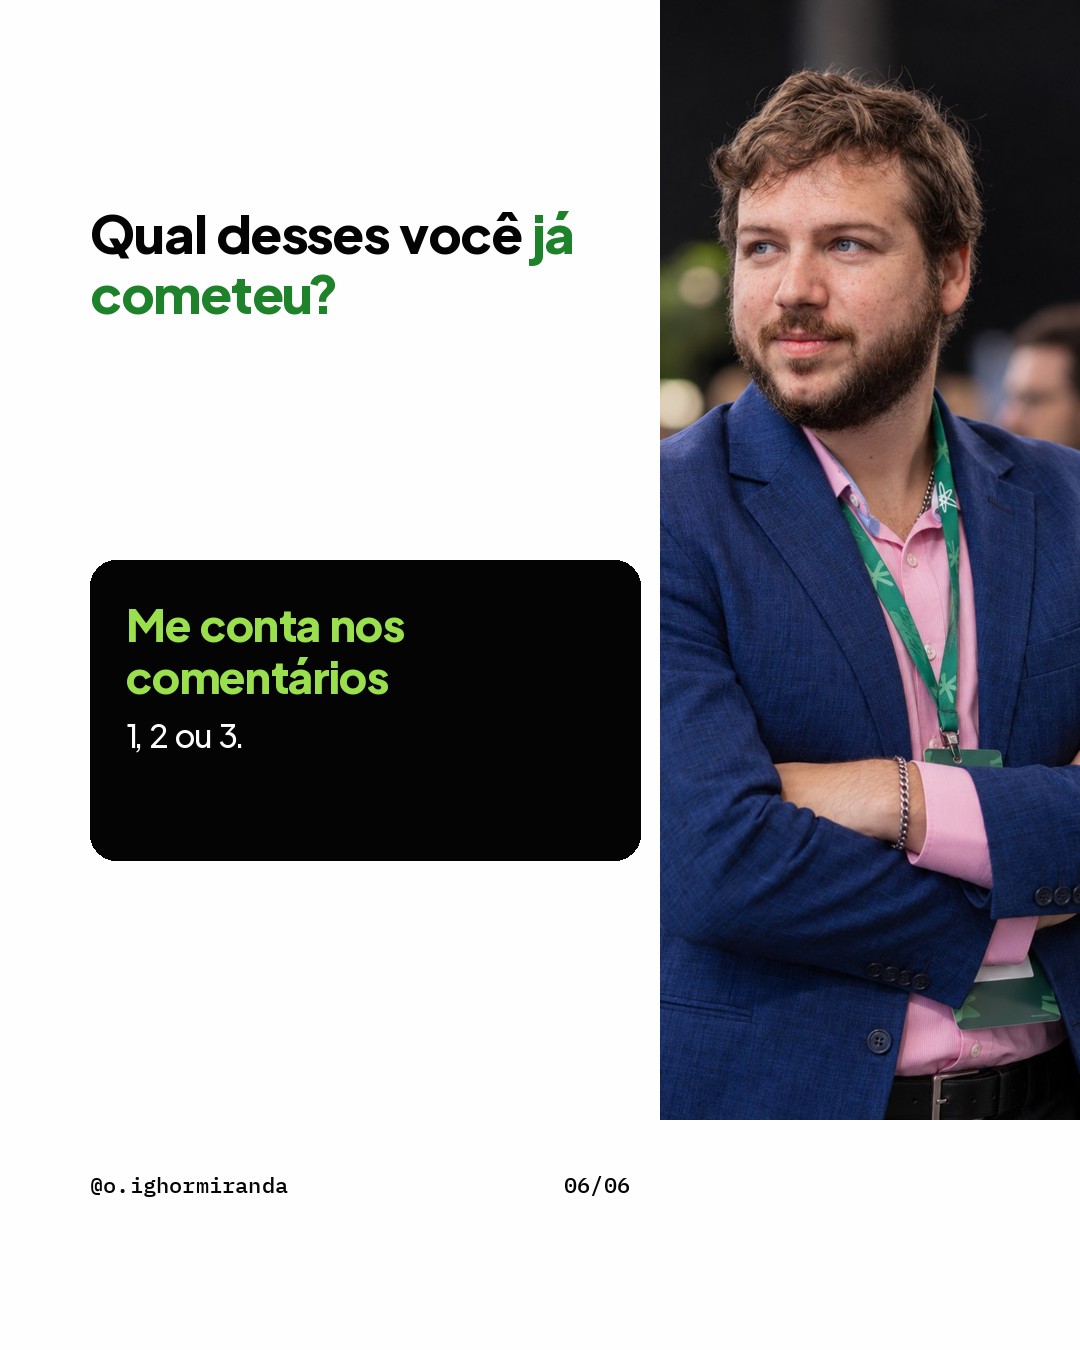 Qual desses você já
cometeu?
Me conta nos
comentários
1, 2 ou 3.
@o.ighormiranda
06/06